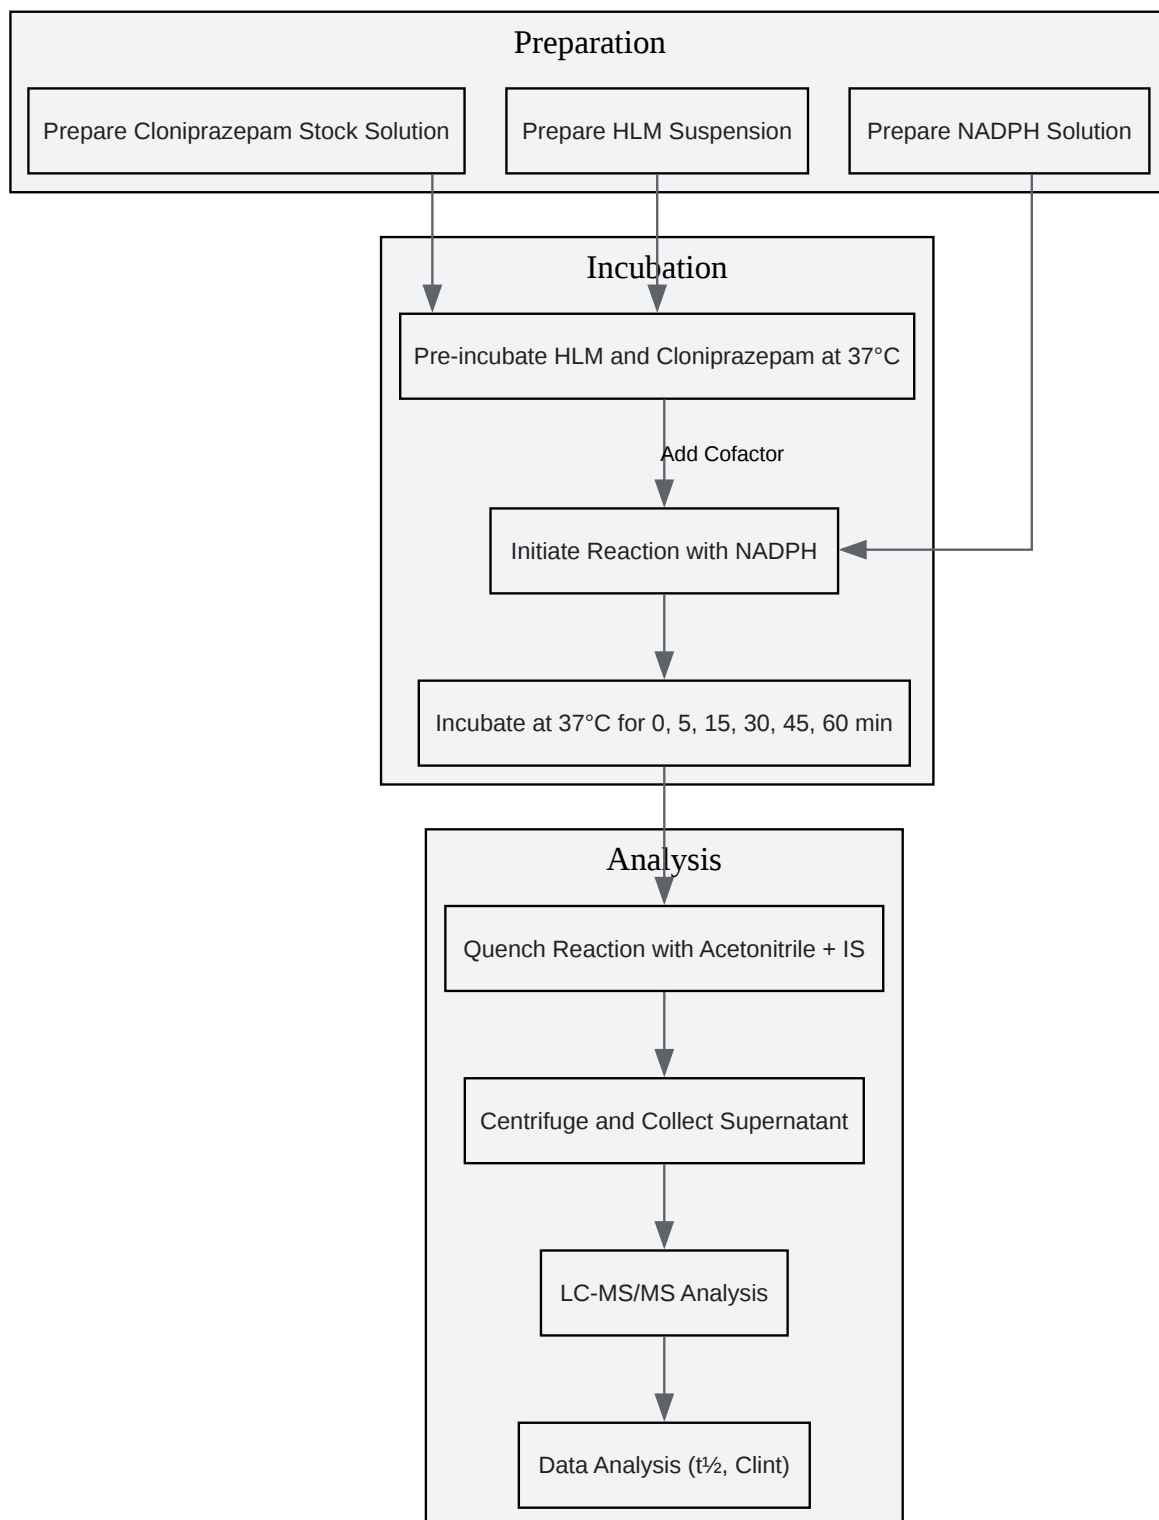 Preparation
Prepare Cloniprazepam Stock Solution
Prepare HLM Suspension
Prepare NADPH Solution
Incubation
Pre-incubate HLM and Cloniprazepam at 37°C
Add Cofactor
Initiate Reaction with NADPH
Incubate at 37°C for 0, 5, 15, 30, 45, 60 min
Analysis
Quench Reaction with Acetonitrile + IS
Centrifuge and Collect Supernatant
LC-MS/MS Analysis
Data Analysis (t½, Clint)